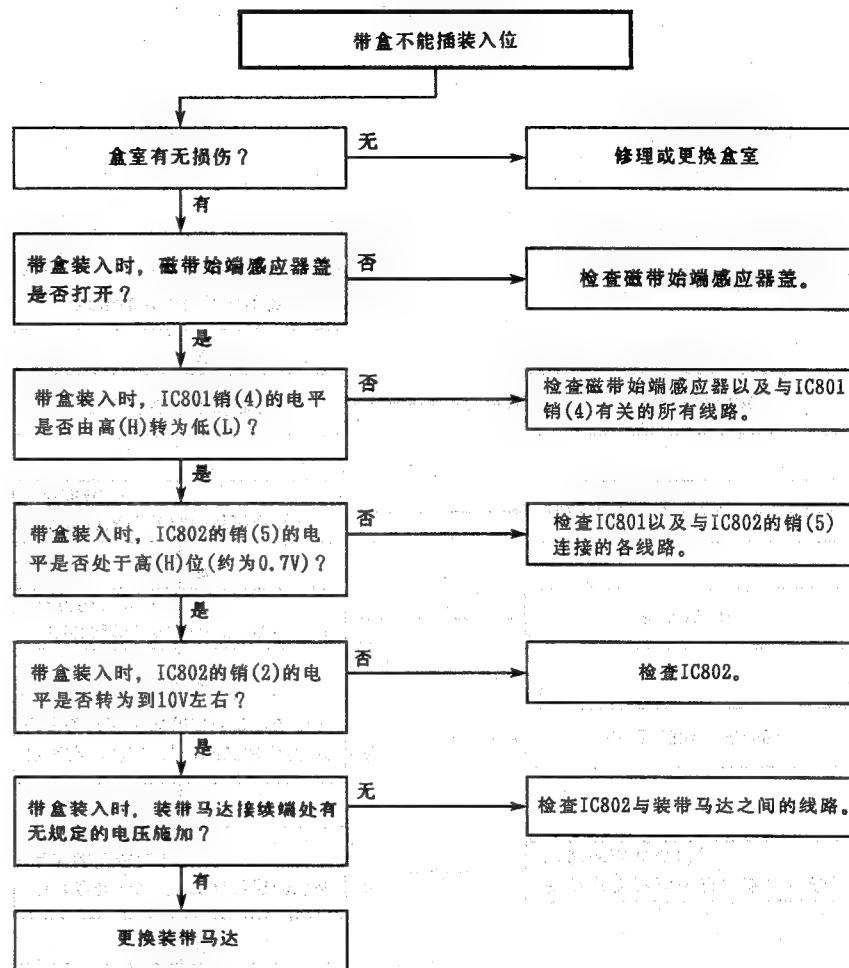 带盒不能插装入位
盒室有无损伤？
无
修理或更换盒室
有
带盒装入时，磁带始端感应器盖
是否打开？
否
检查磁带始端感应器盖。
是
带盒装入时，IC801销(4)的电平
是否由高(H)转为低(L)？
否
检查磁带始端感应器以及与IC801
销(4)有关的所有线路。
是
带盒装入时，IC802的销(5)的电
平是否处于高(H)位(约为0.7V)？
否
检查IC801以及与IC802的销(5)
连接的各线路。
是
带盒装入时，IC802的销(2)的电
平是否转为到10V左右？
否
检查IC802。
是
带盒装入时，装带马达接续端处有
无规定的电压施加？
无
检查IC802与装带马达之间的线路。
有
更换装带马达